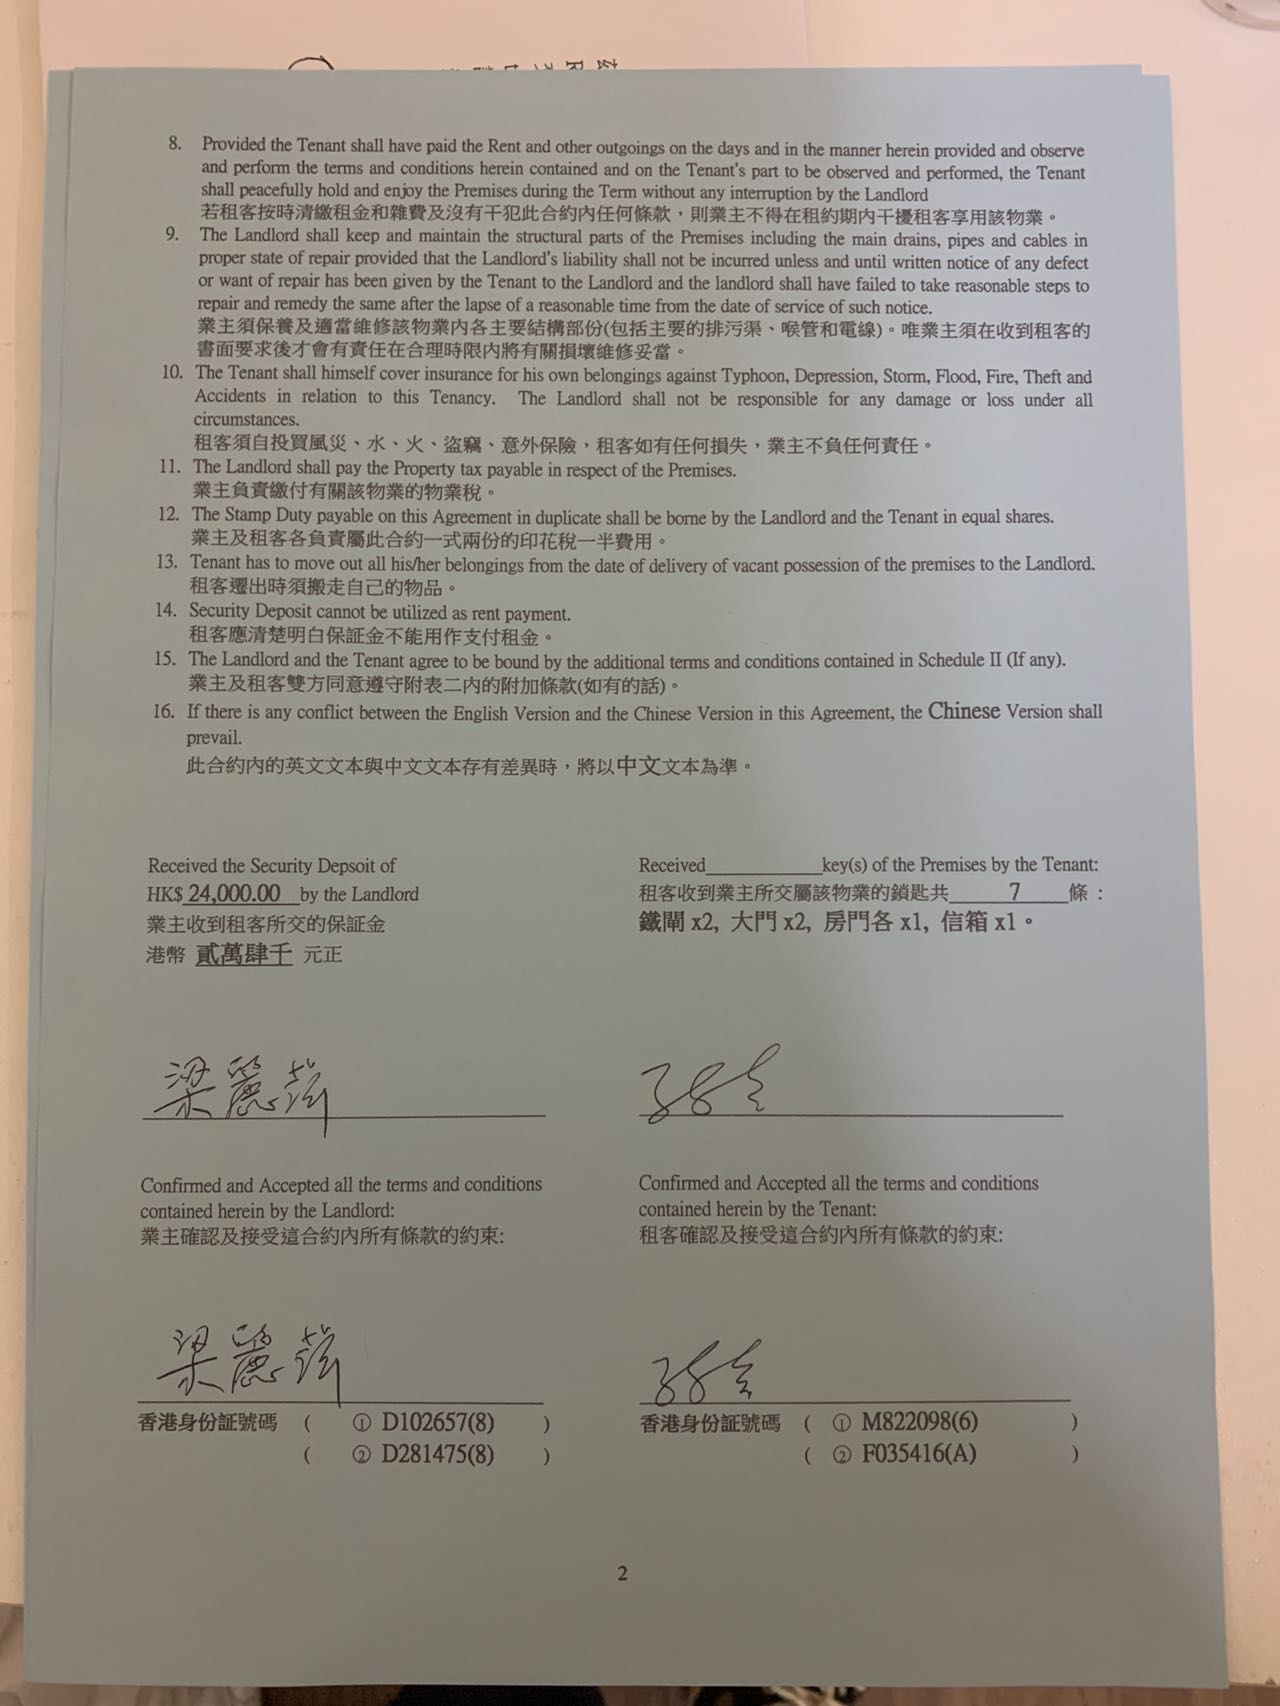 8. Provided the Tenant shall have paid the Rent and other outgoings on the days and in the manner herein provided and observe
and perform the terms and conditions herein contained and on the Tenant's part to be observed and performed, the Tenant
shall peacefully hold and enjoy the Premises during the Term without any interruption by the Landlord
若租客按時清繳租金和雜費及沒有干犯此合約內任何條款，則業主不得在租約期內干擾租客享用該物業。
9. The Landlord shall keep and maintain the structural parts of the Premises including the main drains, pipes and cables in
proper state of repair provided that the Landlord's liability shall not be incurred unless and until written notice of any defect
or want of repair has been given by the Tenant to the Landlord and the landlord shall have failed to take reasonable steps to
repair and remedy the same after the lapse of a reasonable time from the date of service of such notice.
業主須保養及適當維修該物業內各主要結構部份(包括主要的排污渠、喉管和電線)。唯業主須在收到租客的
書面要求後才會有責任在合理時限內將有關損壞維修妥當。
10. The Tenant shall himself cover insurance for his own belongings against Typhoon, Depression, Storm, Flood, Fire, Theft and
Accidents in relation to this Tenancy. The Landlord shall not be responsible for any damage or loss under all
circumstances.
租客須自投買風災、水、火、盜竊、意外保險，租客如有任何損失，業主不負任何責任。
11. The Landlord shall pay the Property tax payable in respect of the Premises.
業主負責繳付有關該物業的物業稅。
12. The Stamp Duty payable on this Agreement in duplicate shall be borne by the Landlord and the Tenant in equal shares.
業主及租客各負責屬此合約一式兩份的印花稅一半費用。
13. Tenant has to move out all his/her belongings from the date of delivery of vacant possession of the premises to the Landlord.
租客遷出時須搬走自己的物品。
14. Security Deposit cannot be utilized as rent payment.
租客應清楚明白保証金不能用作支付租金。
15. The Landlord and the Tenant agree to be bound by the additional terms and conditions contained in Schedule II (If any).
業主及租客雙方同意遵守附表二內的附加條款(如有的話)。
16. If there is any conflict between the English Version and the Chinese Version in this Agreement, the Chinese Version shall
prevail.
此合約內的英文文本與中文文本存有差異時，將以中文文本為準。
Received the Security Depsoit of
HK$ 24,000.00 by the Landlord
業主收到租客所交的保証金
港幣 貳萬肆千 元正
Received____________key(s) of the Premises by the Tenant:
租客收到業主所交屬該物業的鎖匙共 7 條：
鐵閘 x2, 大門 x2, 房門各 x1, 信箱 x1。
梁麗
Confirmed and Accepted all the terms and conditions
contained herein by the Landlord:
業主確認及接受這合約內所有條款的約束:
Confirmed and Accepted all the terms and conditions
contained herein by the Tenant:
租客確認及接受這合約內所有條款的約束:
梁麗
香港身份証號碼 ( ① D102657(8) )
( ② D281475(8) )
香港身份証號碼 ( ① M822098(6) )
( ② F035416(A) )
2